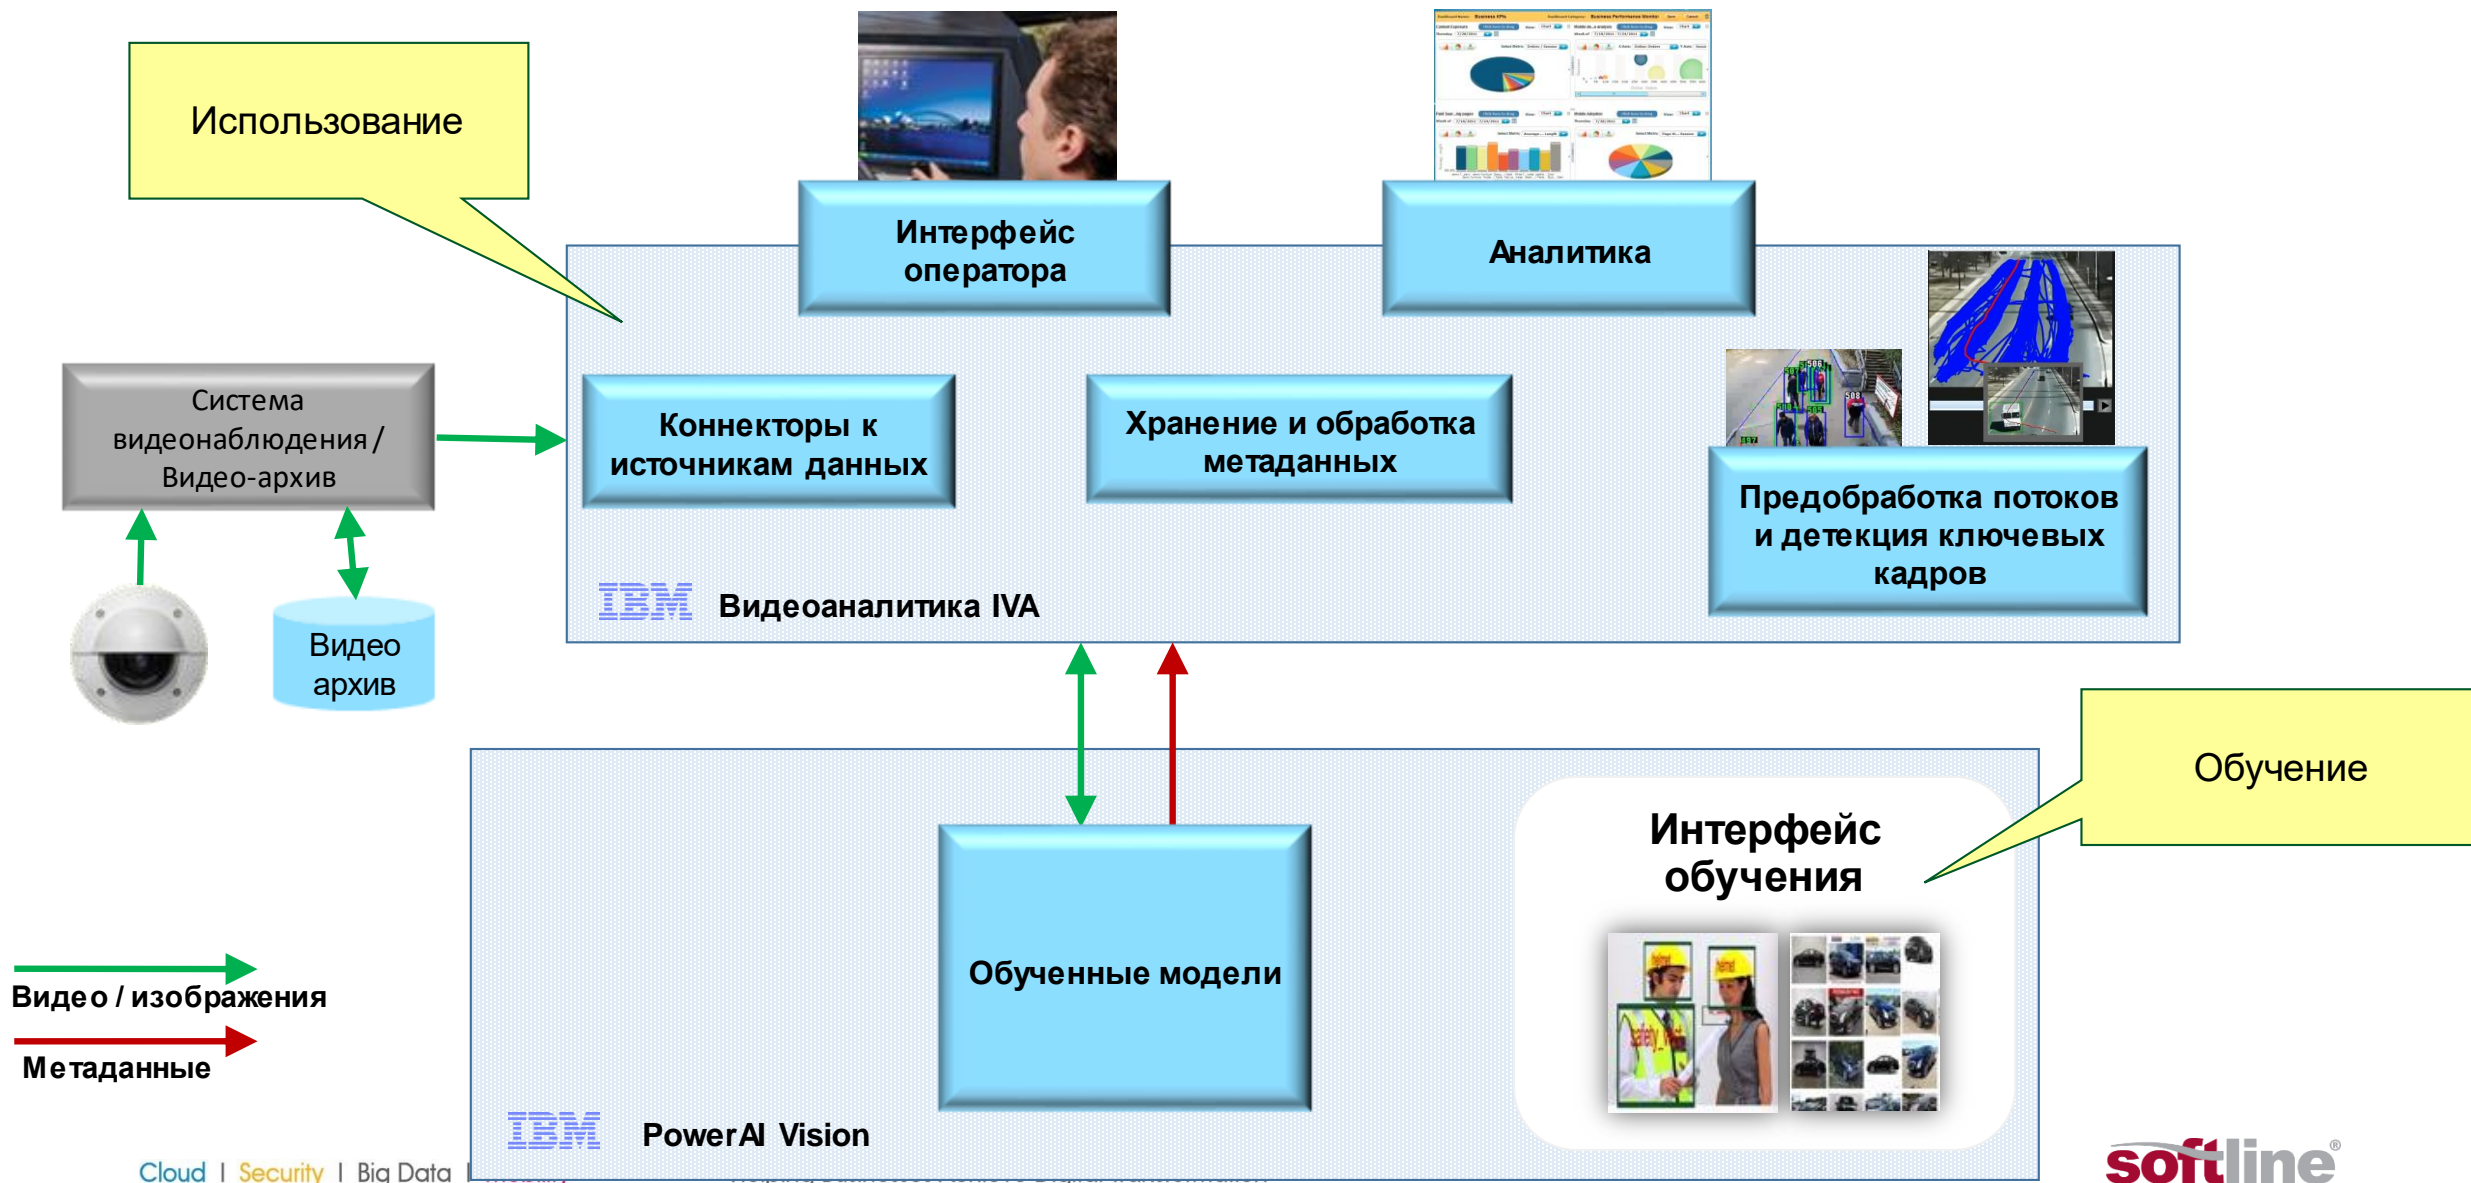 Использование
Интерфейс
оператора
Аналитика
Система
видеонаблюдения /
Видео-архив
Коннекторы к
источникам данных
Хранение и обработка
метаданных
Предобработка потоков
и детекция ключевых
кадров
IBM Видеоаналитика IVA
Видео
архив
Обучение
Интерфейс
обучения
helmet
helmet
Обученные модели
Видео / изображения
Метаданные
IBM PowerAI Vision
Cloud | Security | Big Data |
softline®